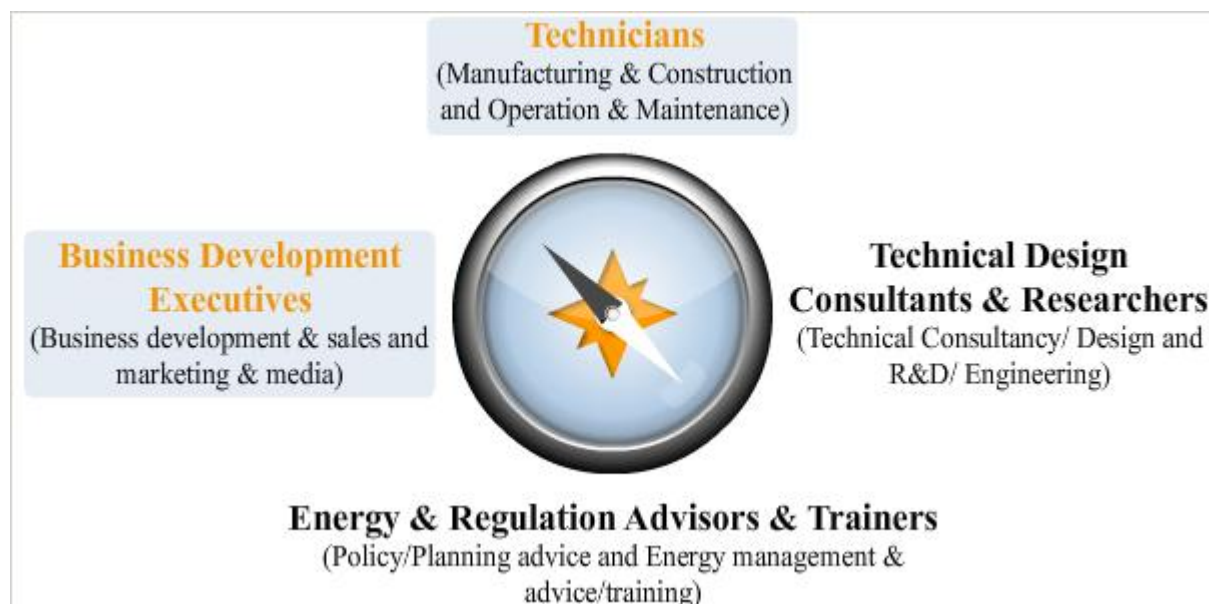 Technicians
(Manufacturing & Construction
and Operation & Maintenance)
Business Development
Executives
(Business development & sales and
marketing & media)
Technical Design
Consultants & Researchers
(Technical Consultancy/ Design and
R&D/ Engineering)
Energy & Regulation Advisors & Trainers
(Policy/Planning advice and Energy management &
advice/training)